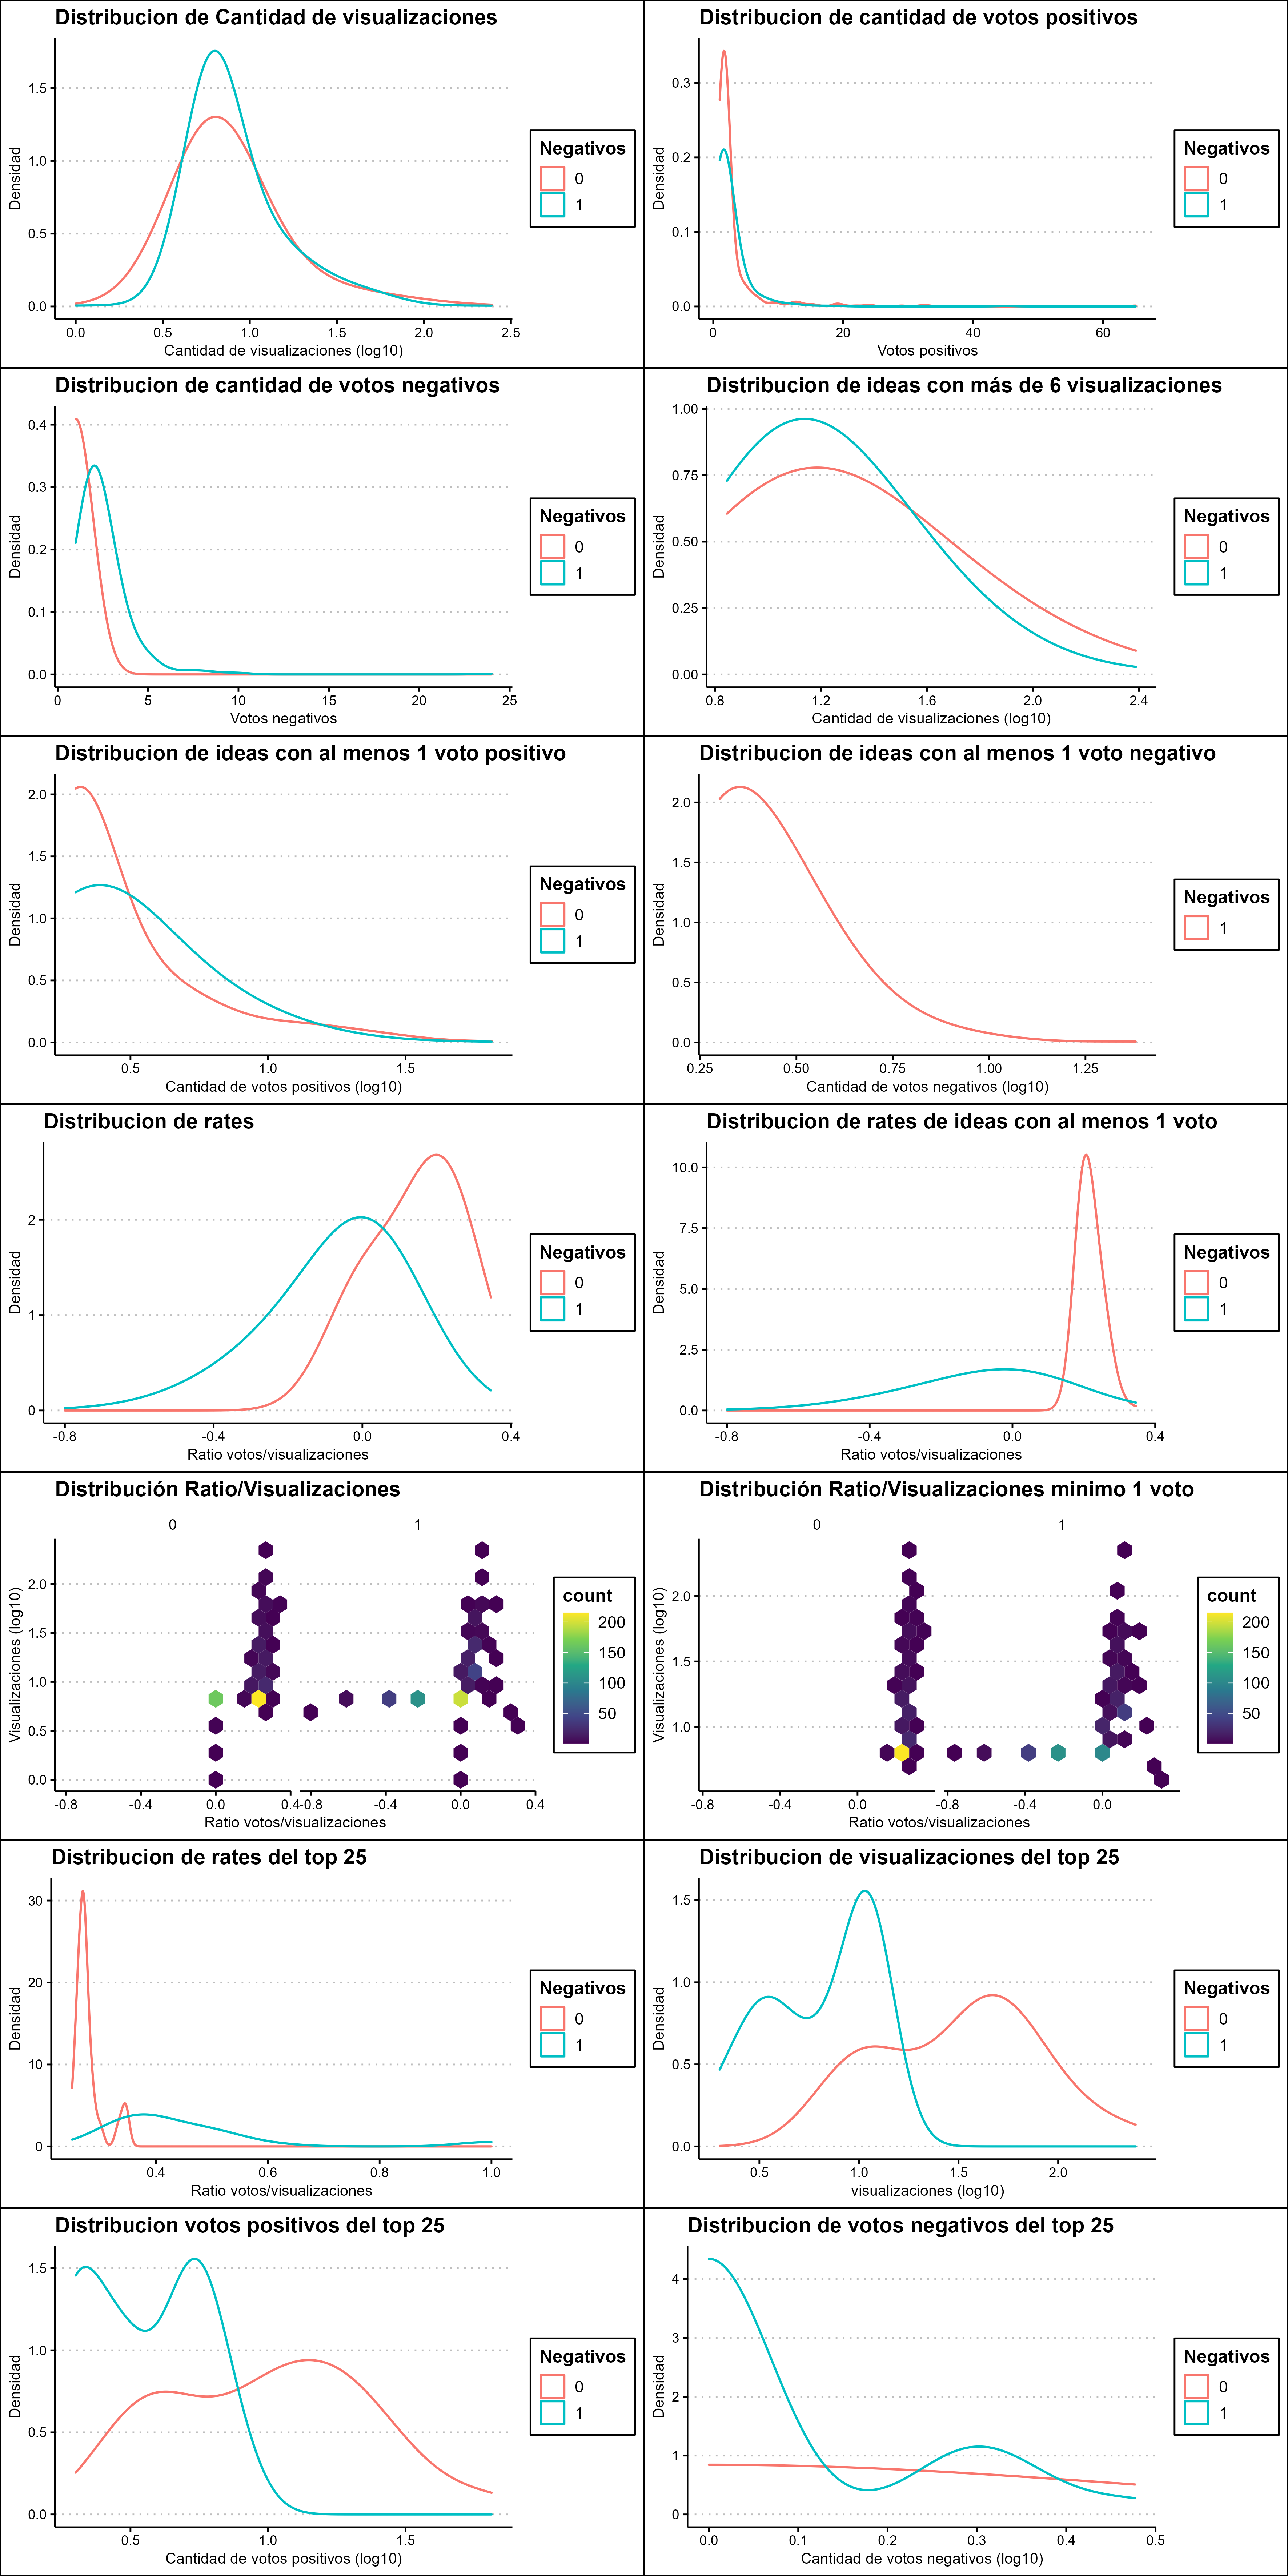 Distribucion de Cantidad de visualizaciones
Densidad
1.5
1.0
0.5
0.0
0.0 0.5 1.0 1.5 2.0 2.5
Cantidad de visualizaciones (log10)
Negativos
0
1
Distribucion de cantidad de votos positivos
Densidad
0.3
0.2
0.1
0.0
0 20 40 60
Votos positivos
Negativos
0
1
Distribucion de cantidad de votos negativos
Densidad
0.4
0.3
0.2
0.1
0.0
0 5 10 15 20 25
Votos negativos
Negativos
0
1
Distribucion de ideas con más de 6 visualizaciones
Densidad
1.00
0.75
0.50
0.25
0.00
0.8 1.2 1.6 2.0 2.4
Cantidad de visualizaciones (log10)
Negativos
0
1
Distribucion de ideas con al menos 1 voto positivo
Densidad
2.0
1.5
1.0
0.5
0.0
0.5 1.0 1.5
Cantidad de votos positivos (log10)
Negativos
0
1
Distribucion de ideas con al menos 1 voto negativo
Densidad
2.0
1.5
1.0
0.5
0.0
0.25 0.50 0.75 1.00 1.25
Cantidad de votos negativos (log10)
Negativos
1
Distribucion de rates
Densidad
2
1
0
-0.8 -0.4 0.0 0.4
Ratio votos/visualizaciones
Negativos
0
1
Distribucion de rates de ideas con al menos 1 voto
Densidad
10.0
7.5
5.0
2.5
0.0
-0.8 -0.4 0.0 0.4
Ratio votos/visualizaciones
Negativos
0
1
Distribución Ratio/Visualizaciones
0 1
Visualizaciones (log10)
2.0
1.5
1.0
0.5
0.0
-0.8 -0.4 0.0 0.4 -0.8 -0.4 0.0 0.4
Ratio votos/visualizaciones
count
200
150
100
50
Distribución Ratio/Visualizaciones minimo 1 voto
0 1
Visualizaciones (log10)
2.0
1.5
1.0
-0.8 -0.4 0.0 -0.8 -0.4 0.0
Ratio votos/visualizaciones
count
200
150
100
50
Distribucion de rates del top 25
Densidad
30
20
10
0
0.4 0.6 0.8 1.0
Ratio votos/visualizaciones
Negativos
0
1
Distribucion de visualizaciones del top 25
Densidad
1.5
1.0
0.5
0.0
0.5 1.0 1.5 2.0
visualizaciones (log10)
Negativos
0
1
Distribucion votos positivos del top 25
Densidad
1.5
1.0
0.5
0.0
0.5 1.0 1.5
Cantidad de votos positivos (log10)
Negativos
0
1
Distribucion de votos negativos del top 25
Densidad
4
3
2
1
0
0.0 0.1 0.2 0.3 0.4 0.5
Cantidad de votos negativos (log10)
Negativos
0
1